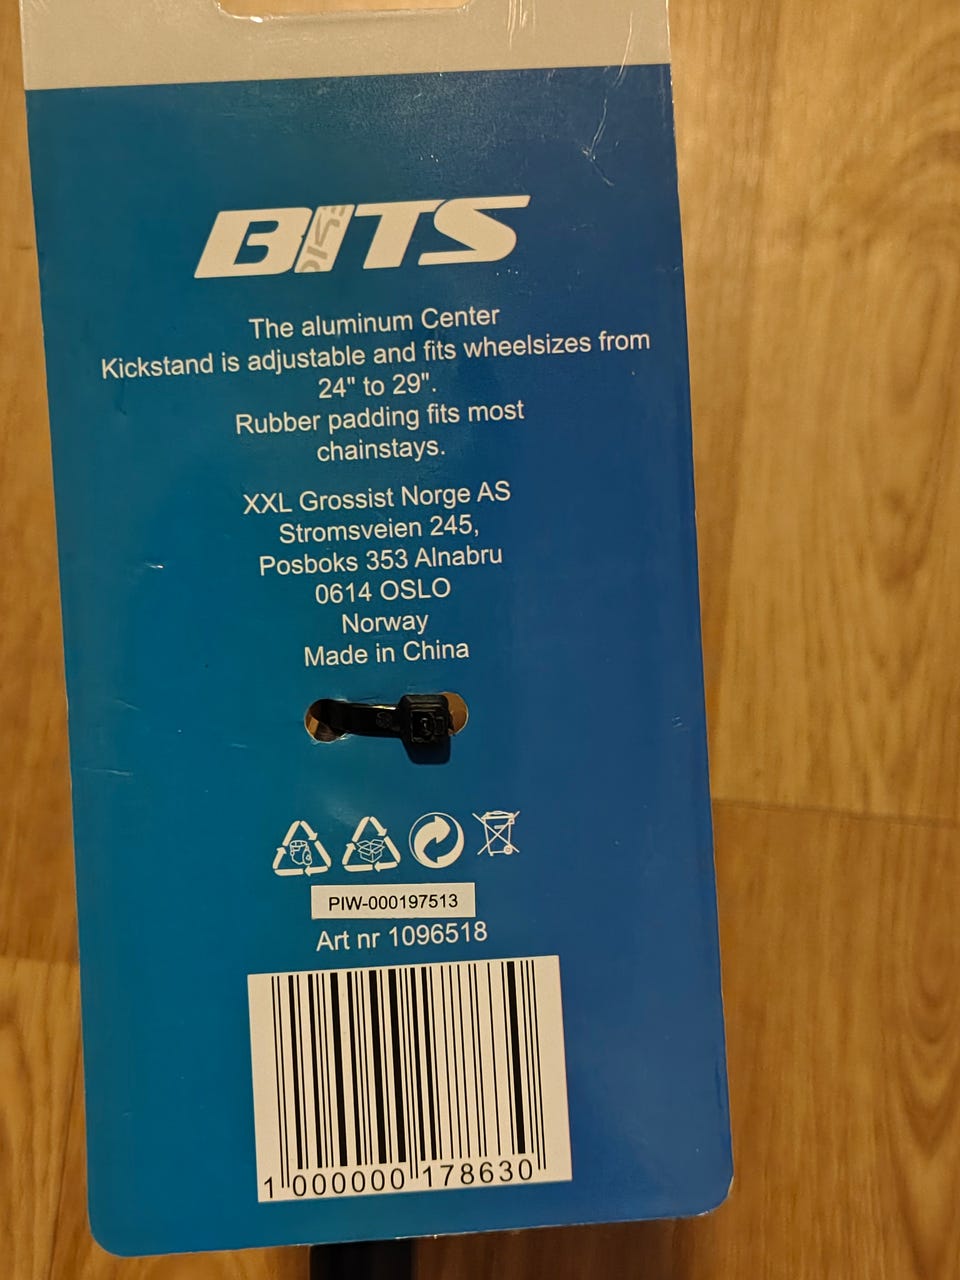 BITS
The aluminum Center
Kickstand is adjustable and fits wheelsizes from
24" to 29".
Rubber padding fits most
chainstays.
XXL Grossist Norge AS
Stromsveien 245,
Posboks 353 Alnabru
0614 OSLO
Norway
Made in China
PIW-000197513
Art nr 1096518
1 000000 178630